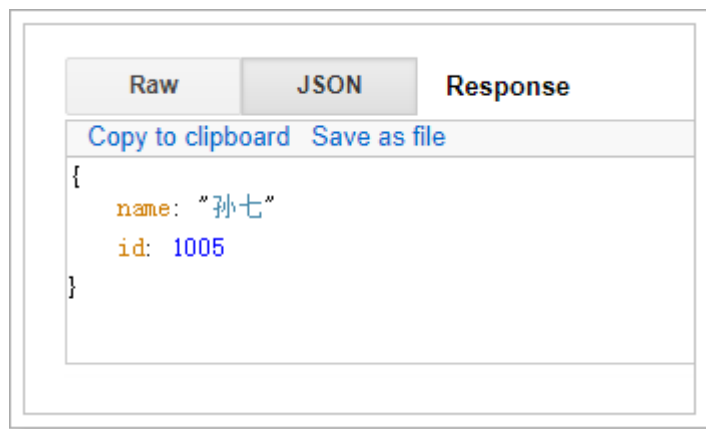 Raw JSON Response
Copy to clipboard Save as file
{
name: "孙七"
id: 1005
}